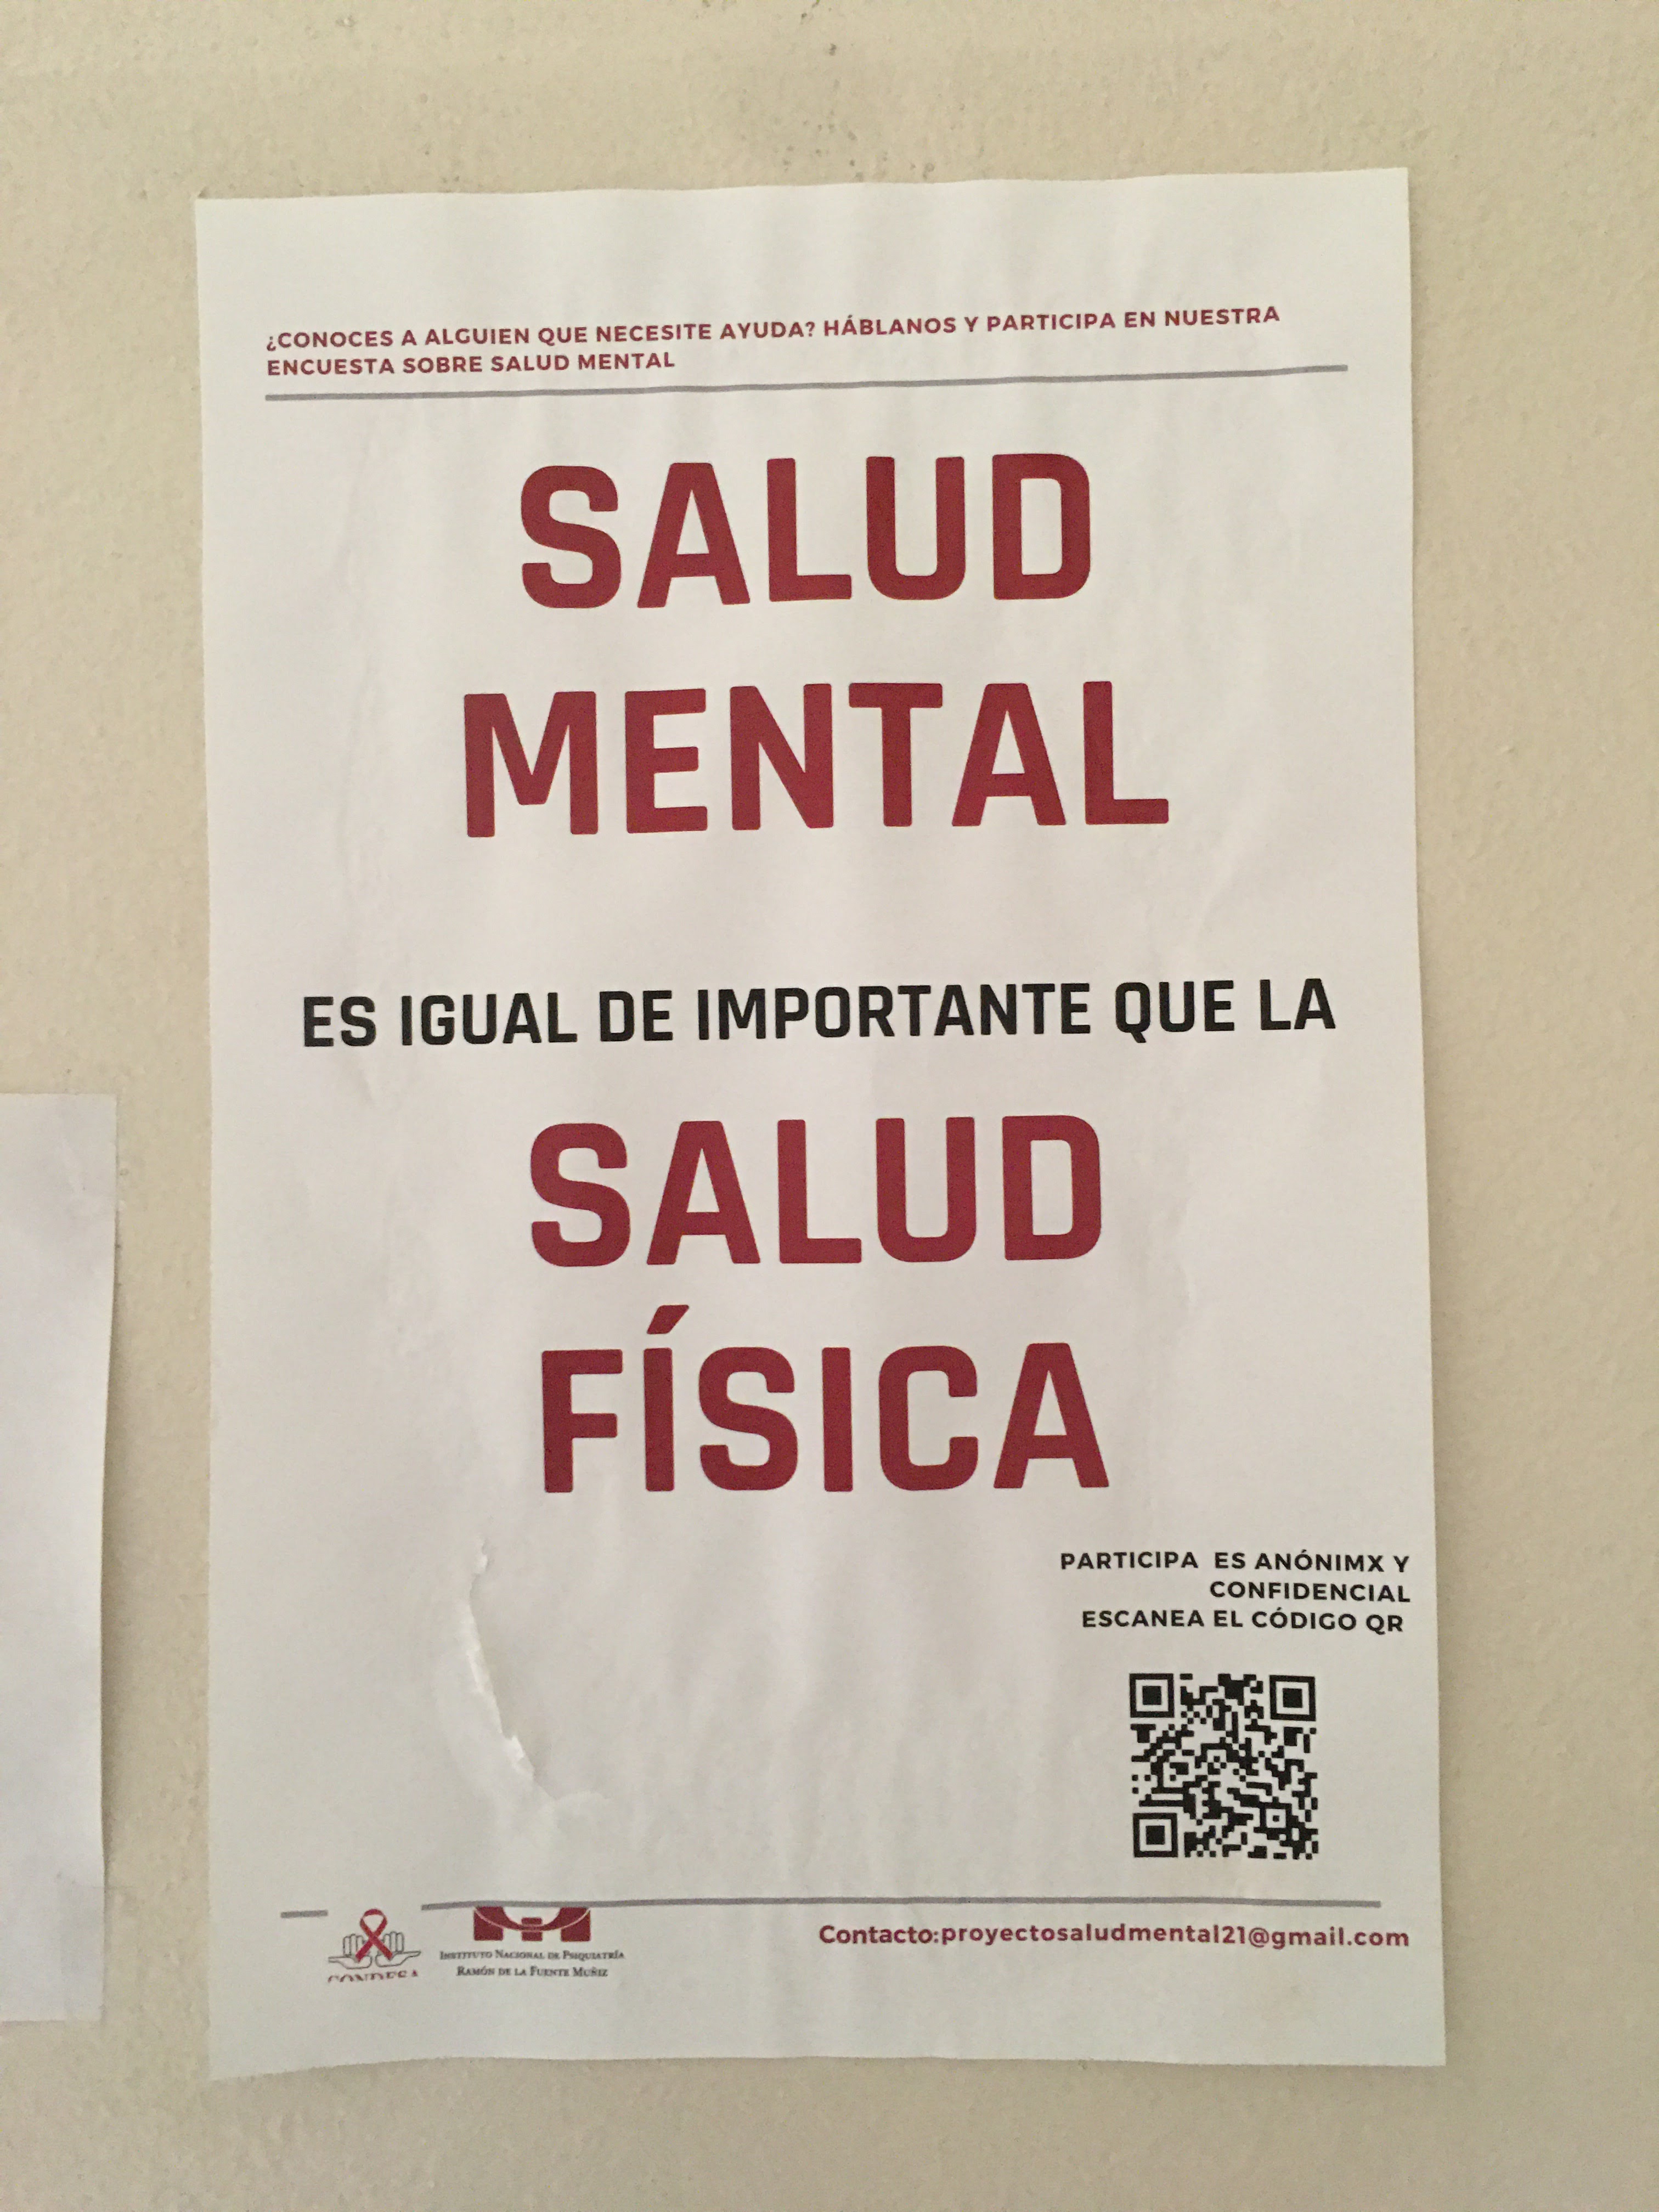 ¿CONOCES A ALGUIEN QUE NECESITE AYUDA? HÁBLANOS Y PARTICIPA EN NUESTRA
ENCUESTA SOBRE SALUD MENTAL
SALUD
MENTAL
ES IGUAL DE IMPORTANTE QUE LA
SALUD
FÍSICA
PARTICIPA ES ANÓNIMX Y
CONFIDENCIAL
ESCANEA EL CÓDIGO QR
CONDESA
INSTITUTO NACIONAL DE PSIQUIATRÍA
RAMÓN DE LA FUENTE MUÑIZ
Contacto:proyectosaludmental21@gmail.com